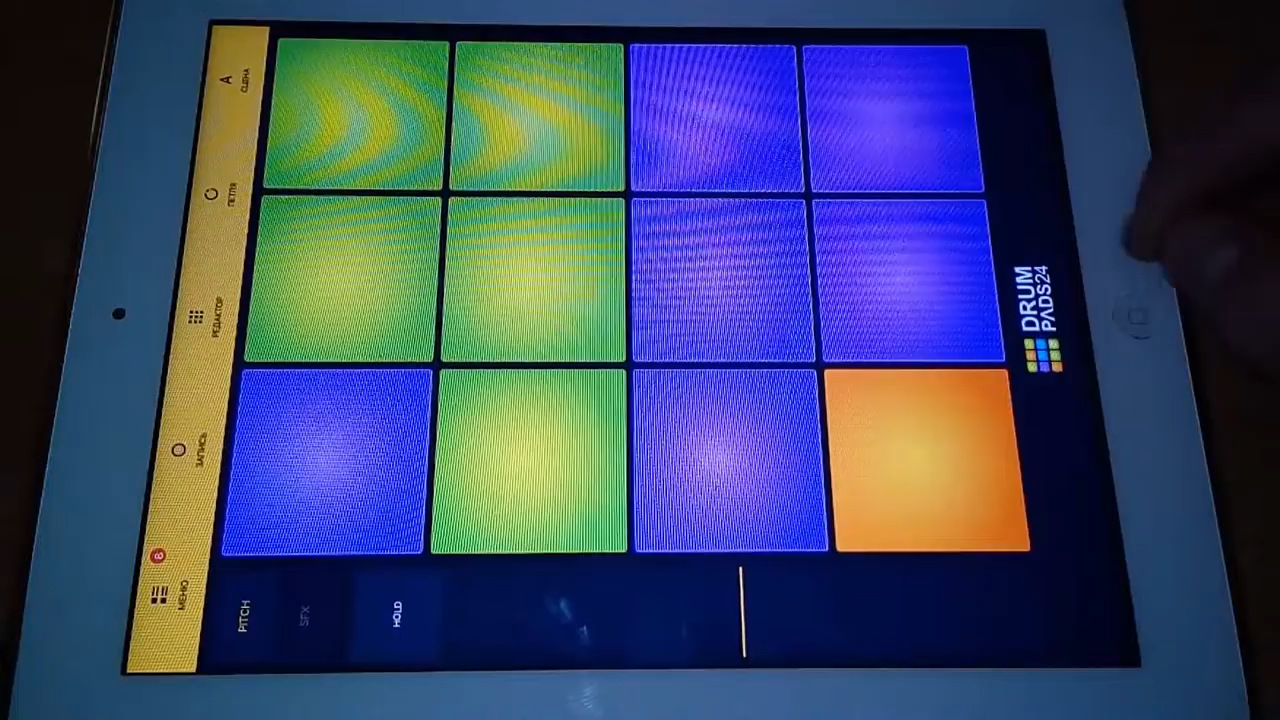 8
МЕНЮ
ЗАПИСЬ
РЕДАКТОР
ПЕТЛЯ
A
СЦЕНА
PITCH
SFX
HOLD
DRUM
PADS24